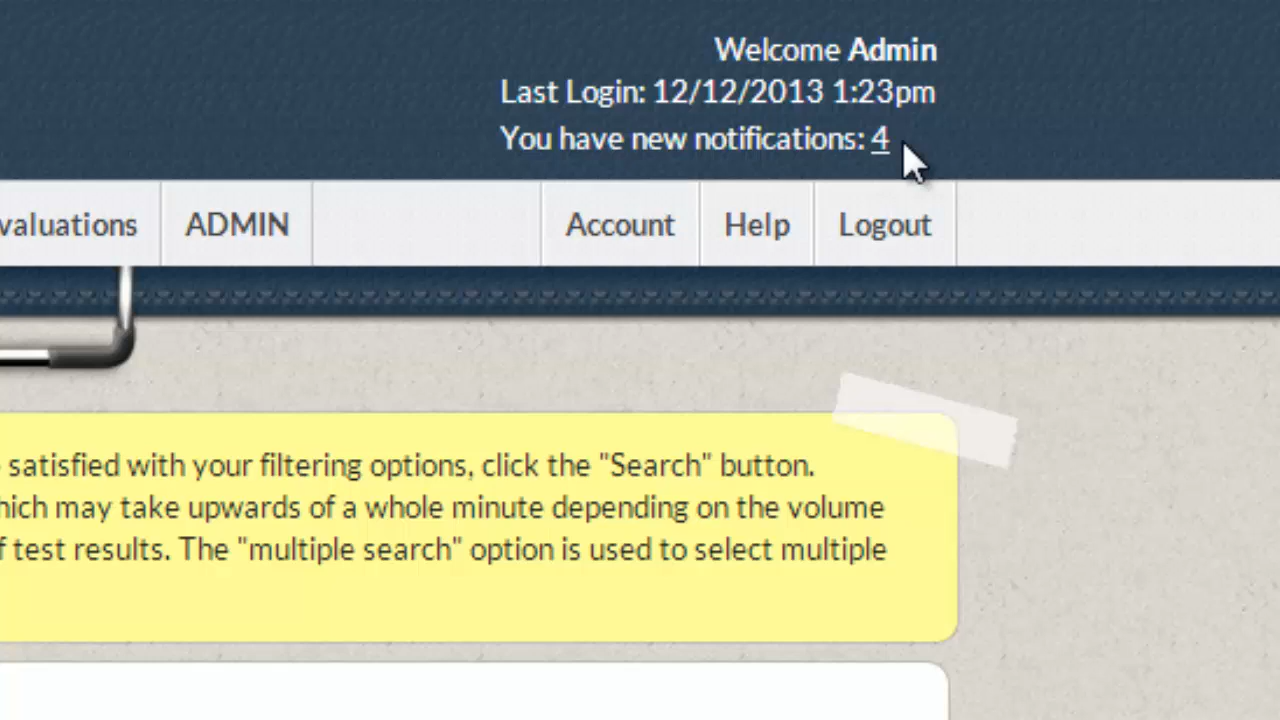 Welcome Admin
Last Login: 12/12/2013 1:23pm
You have new notifications: 4
valuations ADMIN Account Help Logout
satisfied with your filtering options, click the "Search" button.
hich may take upwards of a whole minute depending on the volume
f test results. The "multiple search" option is used to select multiple